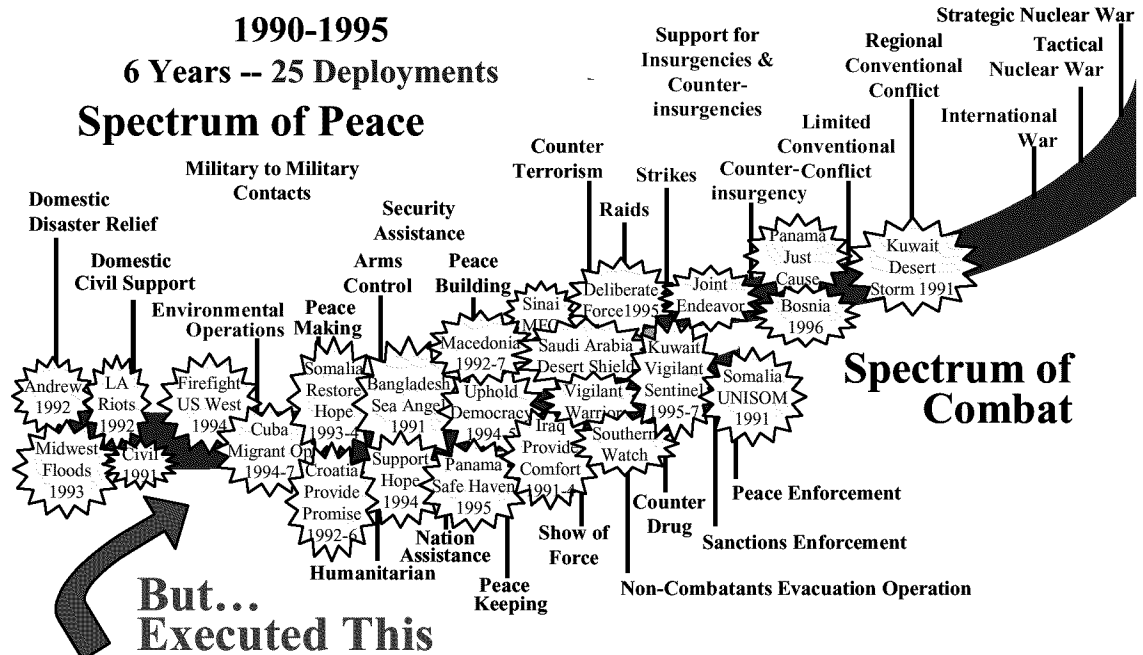 1990-1995
6 Years -- 25 Deployments
Spectrum of Peace
Strategic Nuclear War
Tactical
Nuclear War
International
War
Regional
Conventional
Conflict
Support for
Insurgencies &
Counter-
insurgencies
Limited
Conventional
Conflict
Counter-
insurgency
Strikes
Raids
Counter
Terrorism
Military to Military
Contacts
Security
Assistance
Domestic
Disaster Relief
Domestic
Civil Support
Environmental
Operations
Peace
Making
Arms
Control
Peace
Building
Andrew
1992
Midwest
Floods
1993
LA
Riots
1992
Civil
1991
Firefight
US West
1994
Cuba
Migrant Op
1994-7
Somalia
Restore
Hope
1993-4
Croatia
Provide
Promise
1992-6
Bangladesh
Sea Angel
1991
Support
Hope
1994
Macedonia
1992-7
Uphold
Democracy
1994-5
Panama
Safe Haven
1995
Sinai
Saudi Arabia
Desert Shield
Vigilant
Warrior
Iraq
Provide
Comfort
1991-4
Deliberate
Force1995
Southern
Watch
Kuwait
Vigilant
Sentinel
1995-7
Joint
Endeavor
Somalia
UNISOM
1991
Panama
Just
Cause
Bosnia
1996
Kuwait
Desert
Storm 1991
Spectrum of
Combat
Humanitarian
Nation
Assistance
Peace
Keeping
Show of
Force
Non-Combatants Evacuation Operation
Counter
Drug
Sanctions Enforcement
Peace Enforcement
But…
Executed This